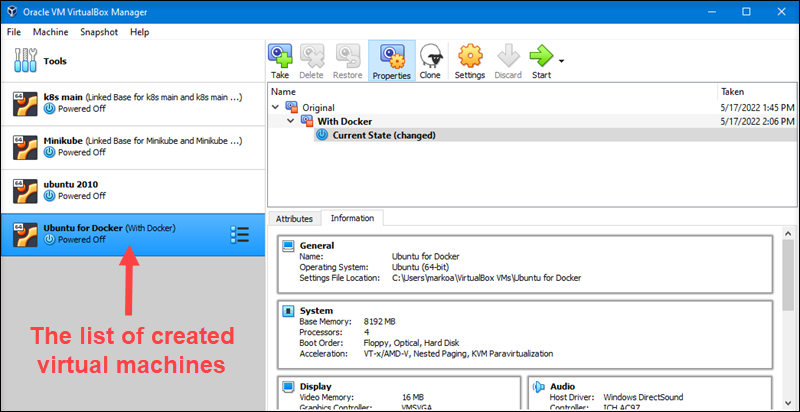 Oracle VM VirtualBox Manager
File Machine Snapshot Help
Tools
Take Delete Restore Properties Clone Settings Discard Start
k8s main (Linked Base for k8s main and k8s main ...)
Powered Off
Minikube (Linked Base for Minikube and Minikube ...)
Powered Off
ubuntu 2010
Powered Off
Ubuntu for Docker (With Docker)
Powered Off
The list of created
virtual machines
Name Taken
Original 5/17/2022 1:45 PM
With Docker 5/17/2022 2:06 PM
Current State (changed)
Attributes Information
General
Name: Ubuntu for Docker
Operating System: Ubuntu (64-bit)
Settings File Location: C:\Users\markoa\VirtualBox VMs\Ubuntu for Docker
System
Base Memory: 8192 MB
Processors: 4
Boot Order: Floppy, Optical, Hard Disk
Acceleration: VT-x/AMD-V, Nested Paging, KVM Paravirtualization
Display
Video Memory: 16 MB
Graphics Controller: VMSVGA
Audio
Host Driver: Windows DirectSound
Controller: ICH AC97